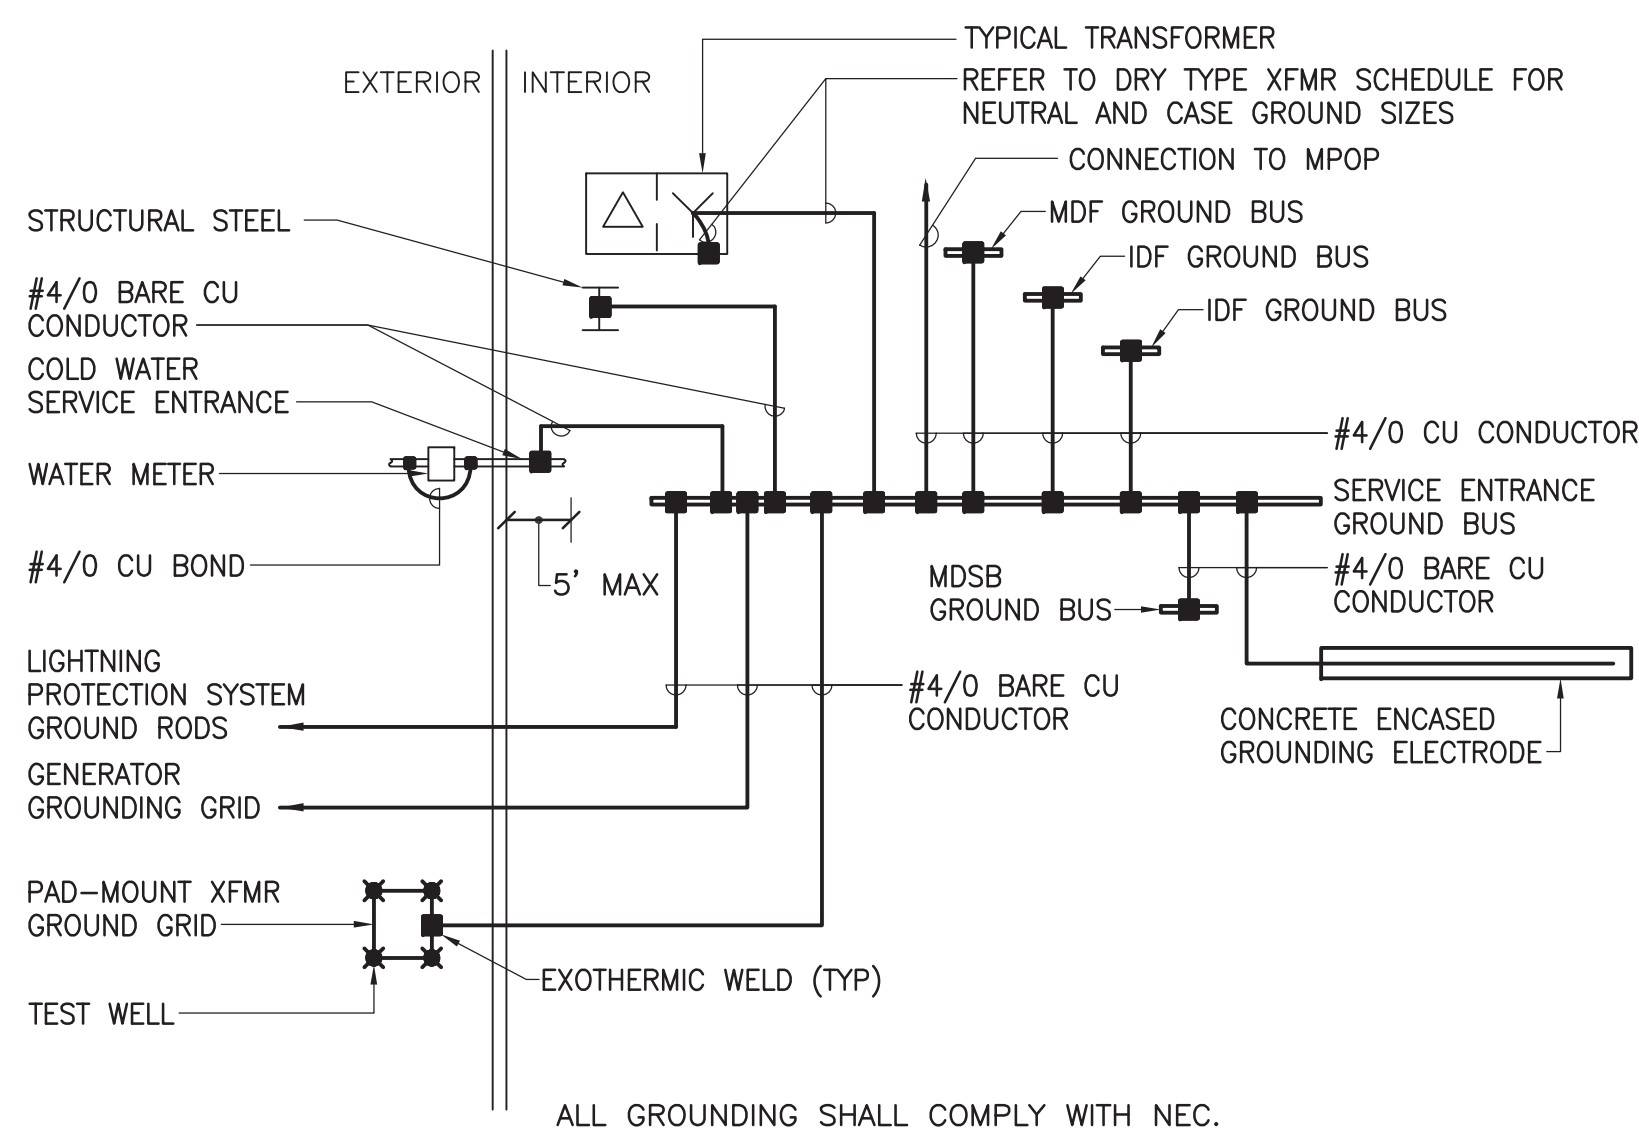 TYPICAL TRANSFORMER
EXTERIOR
INTERIOR
REFER TO DRY TYPE XFMR SCHEDULE FOR
NEUTRAL AND CASE GROUND SIZES
CONNECTION TO MPOP
MDF GROUND BUS
IDF GROUND BUS
IDF GROUND BUS
STRUCTURAL STEEL
#4/0 BARE CU
CONDUCTOR
COLD WATER
SERVICE ENTRANCE
WATER METER
#4/0 CU BOND
5' MAX
#4/0 CU CONDUCTOR
SERVICE ENTRANCE
GROUND BUS
#4/0 BARE CU
CONDUCTOR
MDSB
GROUND BUS
LIGHTNING
PROTECTION SYSTEM
GROUND RODS
#4/0 BARE CU
CONDUCTOR
CONCRETE ENCASED
GROUNDING ELECTRODE
GENERATOR
GROUNDING GRID
PAD-MOUNT XFMR
GROUND GRID
EXOTHERMIC WELD (TYP)
TEST WELL
ALL GROUNDING SHALL COMPLY WITH NEC.